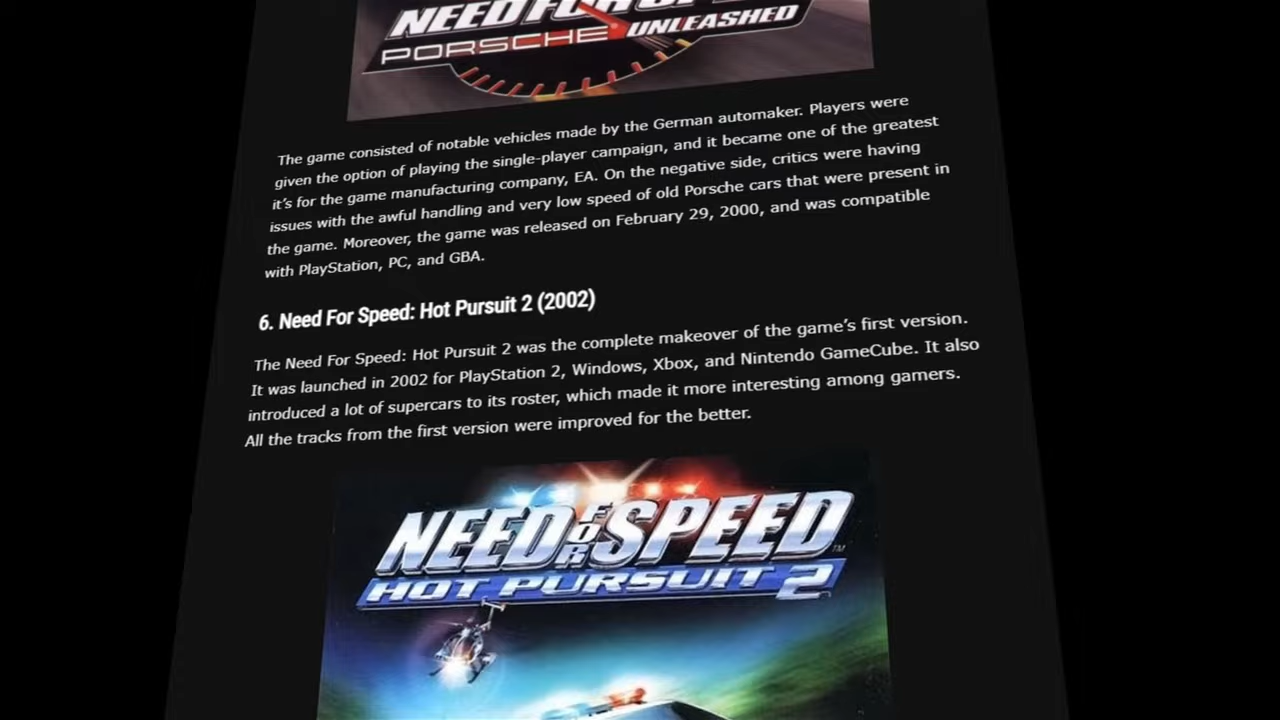 NEED FOR SPEED
PORSCHE UNLEASHED
The game consisted of notable vehicles made by the German automaker. Players were
given the option of playing the single-player campaign, and it became one of the greatest
it’s for the game manufacturing company, EA. On the negative side, critics were having
issues with the awful handling and very low speed of old Porsche cars that were present in
the game. Moreover, the game was released on February 29, 2000, and was compatible
with PlayStation, PC, and GBA.
6. Need For Speed: Hot Pursuit 2 (2002)
The Need For Speed: Hot Pursuit 2 was the complete makeover of the game’s first version.
It was launched in 2002 for PlayStation 2, Windows, Xbox, and Nintendo GameCube. It also
introduced a lot of supercars to its roster, which made it more interesting among gamers.
All the tracks from the first version were improved for the better.
NEED FOR SPEED™
HOT PURSUIT 2